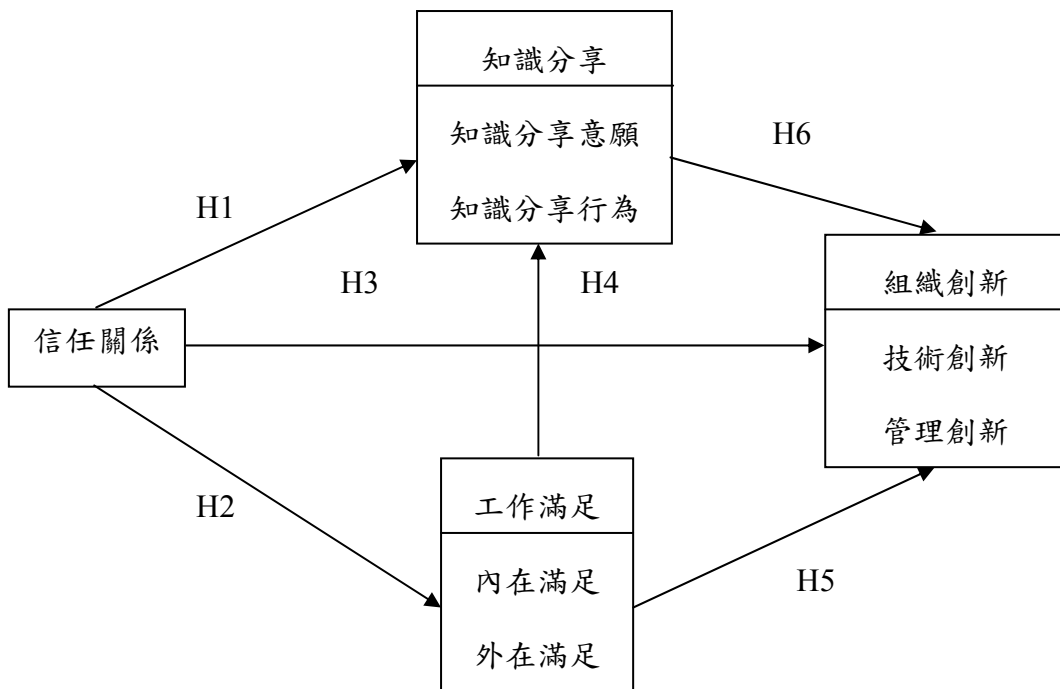 知識分享
知識分享意願
知識分享行為
H6
H1
H3
H4
組織創新
技術創新
管理創新
信任關係
H2
工作滿足
內在滿足
外在滿足
H5